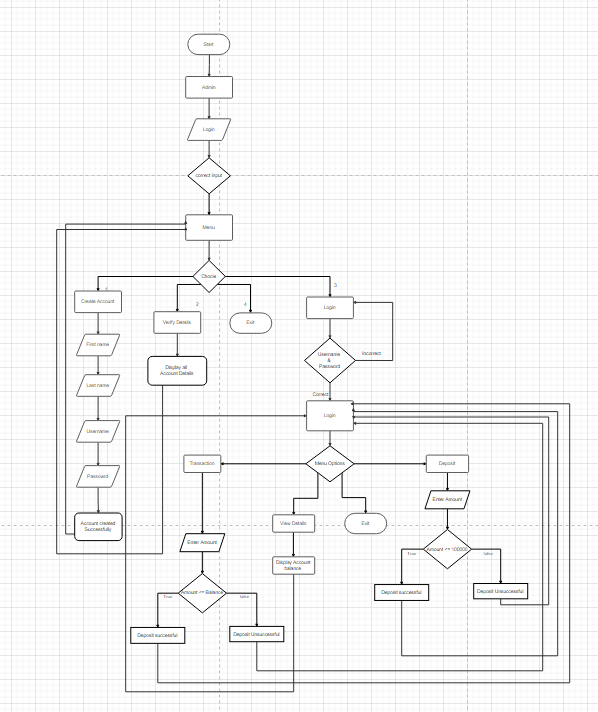 Start
Admin
Login
correct input
Menu
Choose
1
2
4
3
Create Account
Verify Details
Exit
Login
First name
Display all
Account Details
Username
&
Password
Incorrect
Last name
Correct
Login
Username
Transaction
Menu Options
Deposit
Password
Enter Amount
Account created
Successfully
View Details
Exit
Enter Amount
Amount <= 100000
True
false
Display Account
balance
Amount <= Balance
True
false
Deposit successful
Deposit Unsuccessful
Deposit successful
Deposit Unsuccessful